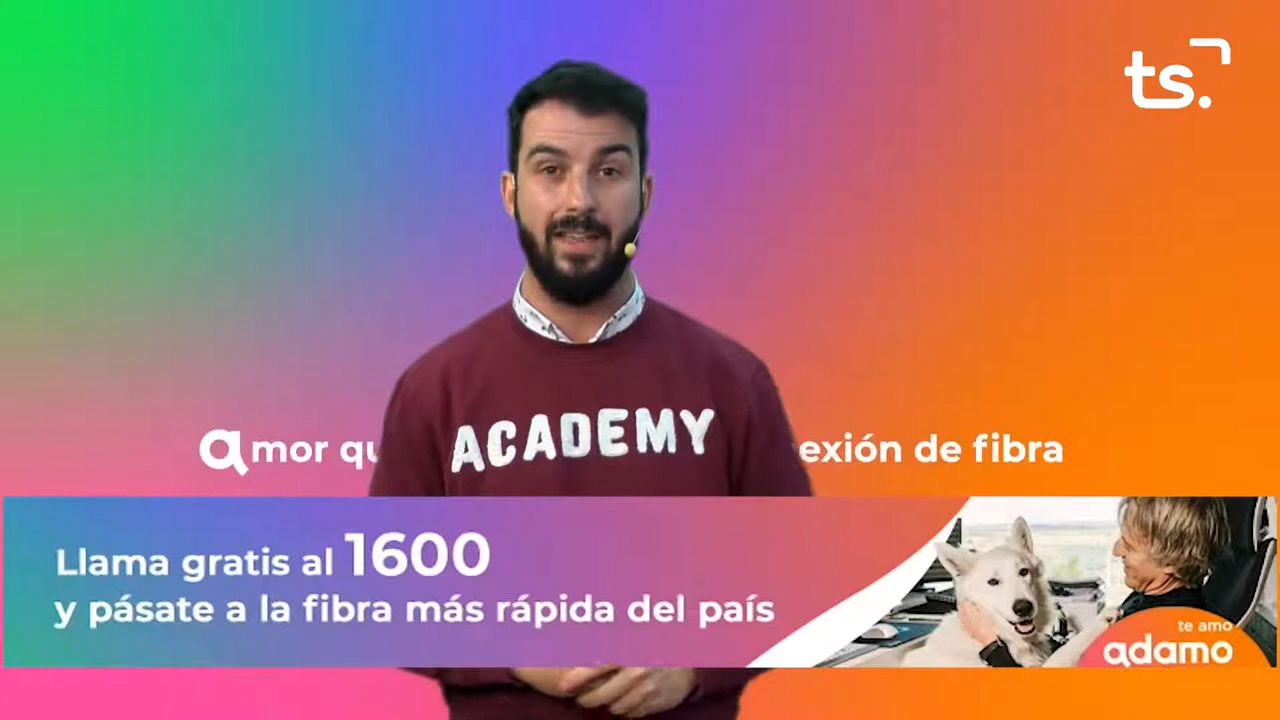 ts.
ACADEMY
amor qu exión de fibra
Llama gratis al 1600
y pásate a la fibra más rápida del país
te amo
adamo